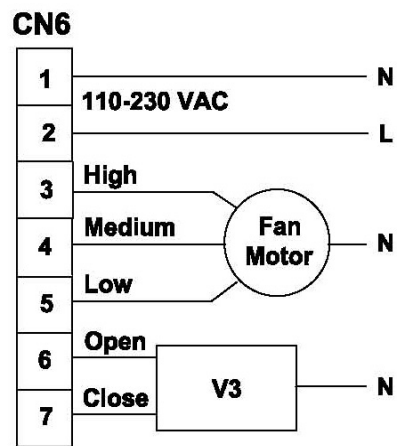 CN6
1
N
110-230 VAC
2
L
3
High
4
Medium
Fan
Motor
N
5
Low
6
Open
V3
N
7
Close